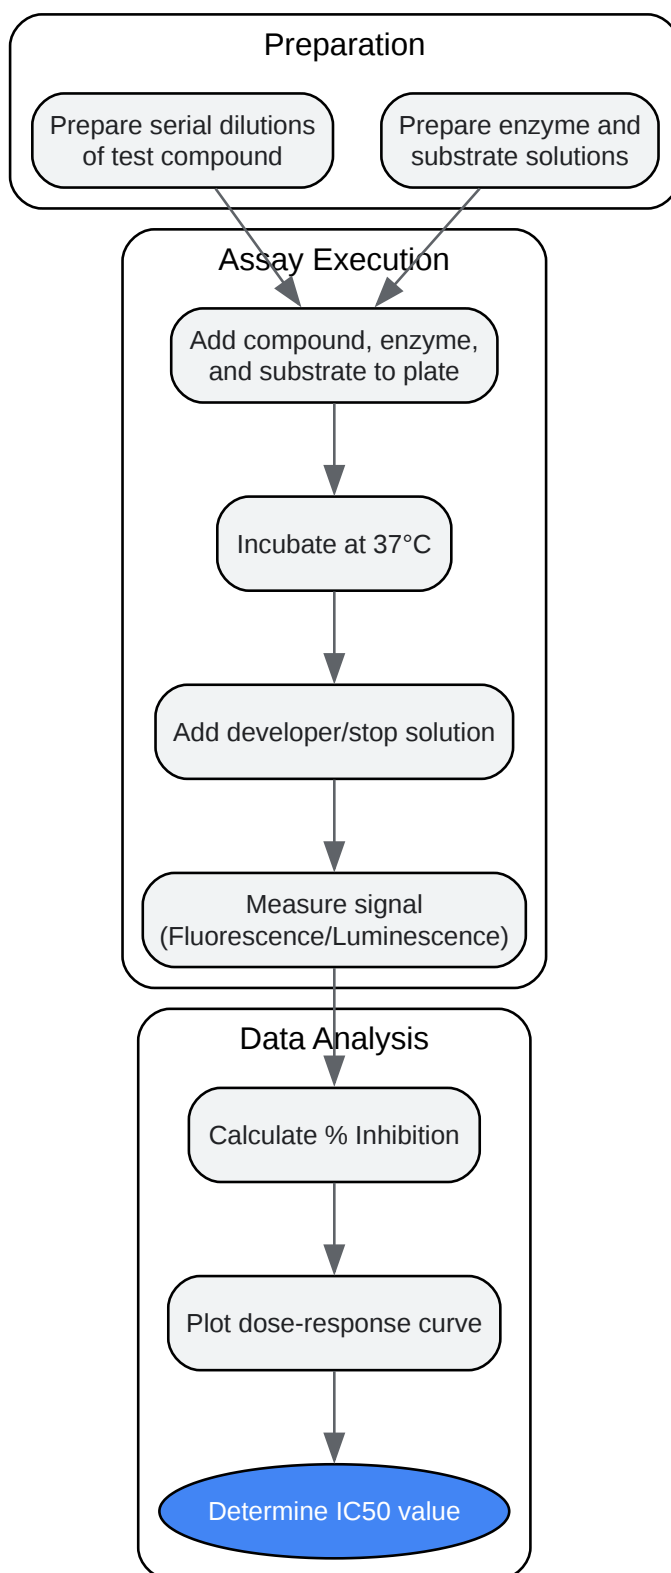 Preparation
Prepare serial dilutions
of test compound
Prepare enzyme and
substrate solutions
Assay Execution
Add compound, enzyme,
and substrate to plate
Incubate at 37°C
Add developer/stop solution
Measure signal
(Fluorescence/Luminescence)
Data Analysis
Calculate % Inhibition
Plot dose-response curve
Determine IC50 value